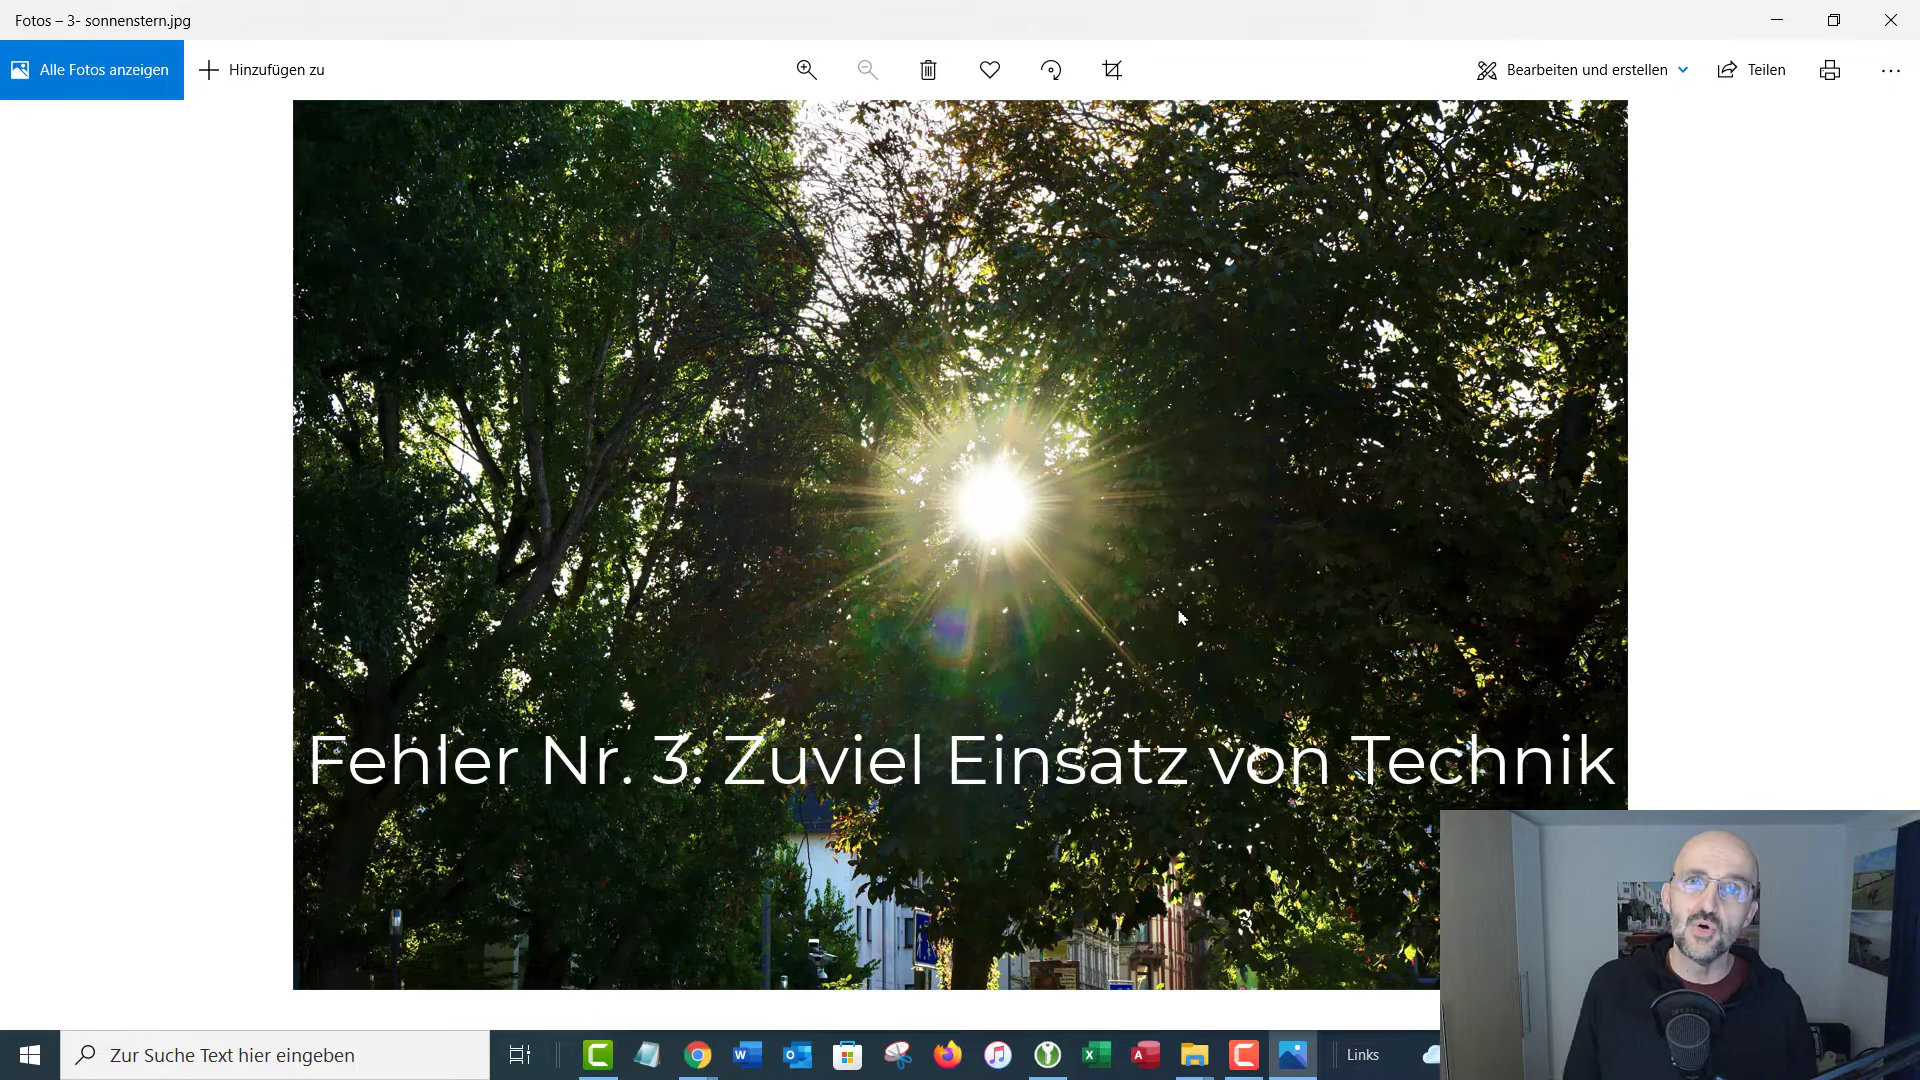 Fotos – 3- sonnenstern.jpg
Alle Fotos anzeigen
Hinzufügen zu
Bearbeiten und erstellen
Teilen
Fehler Nr. 3: Zuviel Einsatz von Technik
Zur Suche Text hier eingeben
Links